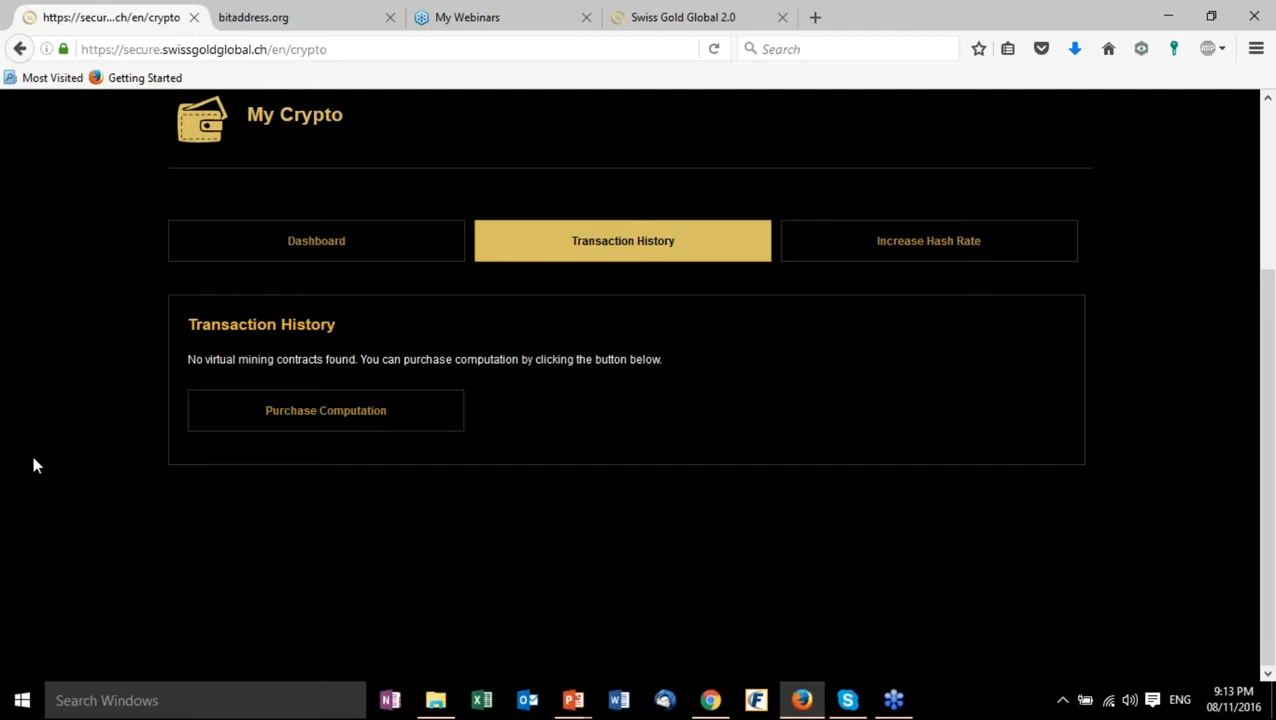 https://secur...ch/en/crypto
bitaddress.org
My Webinars
Swiss Gold Global 2.0
https://secure.swissgoldglobal.ch/en/crypto
Search
ABP
Most Visited
Getting Started
My Crypto
Dashboard
Transaction History
Increase Hash Rate
Transaction History
No virtual mining contracts found. You can purchase computation by clicking the button below.
Purchase Computation
Search Windows
ENG
9:13 PM
08/11/2016